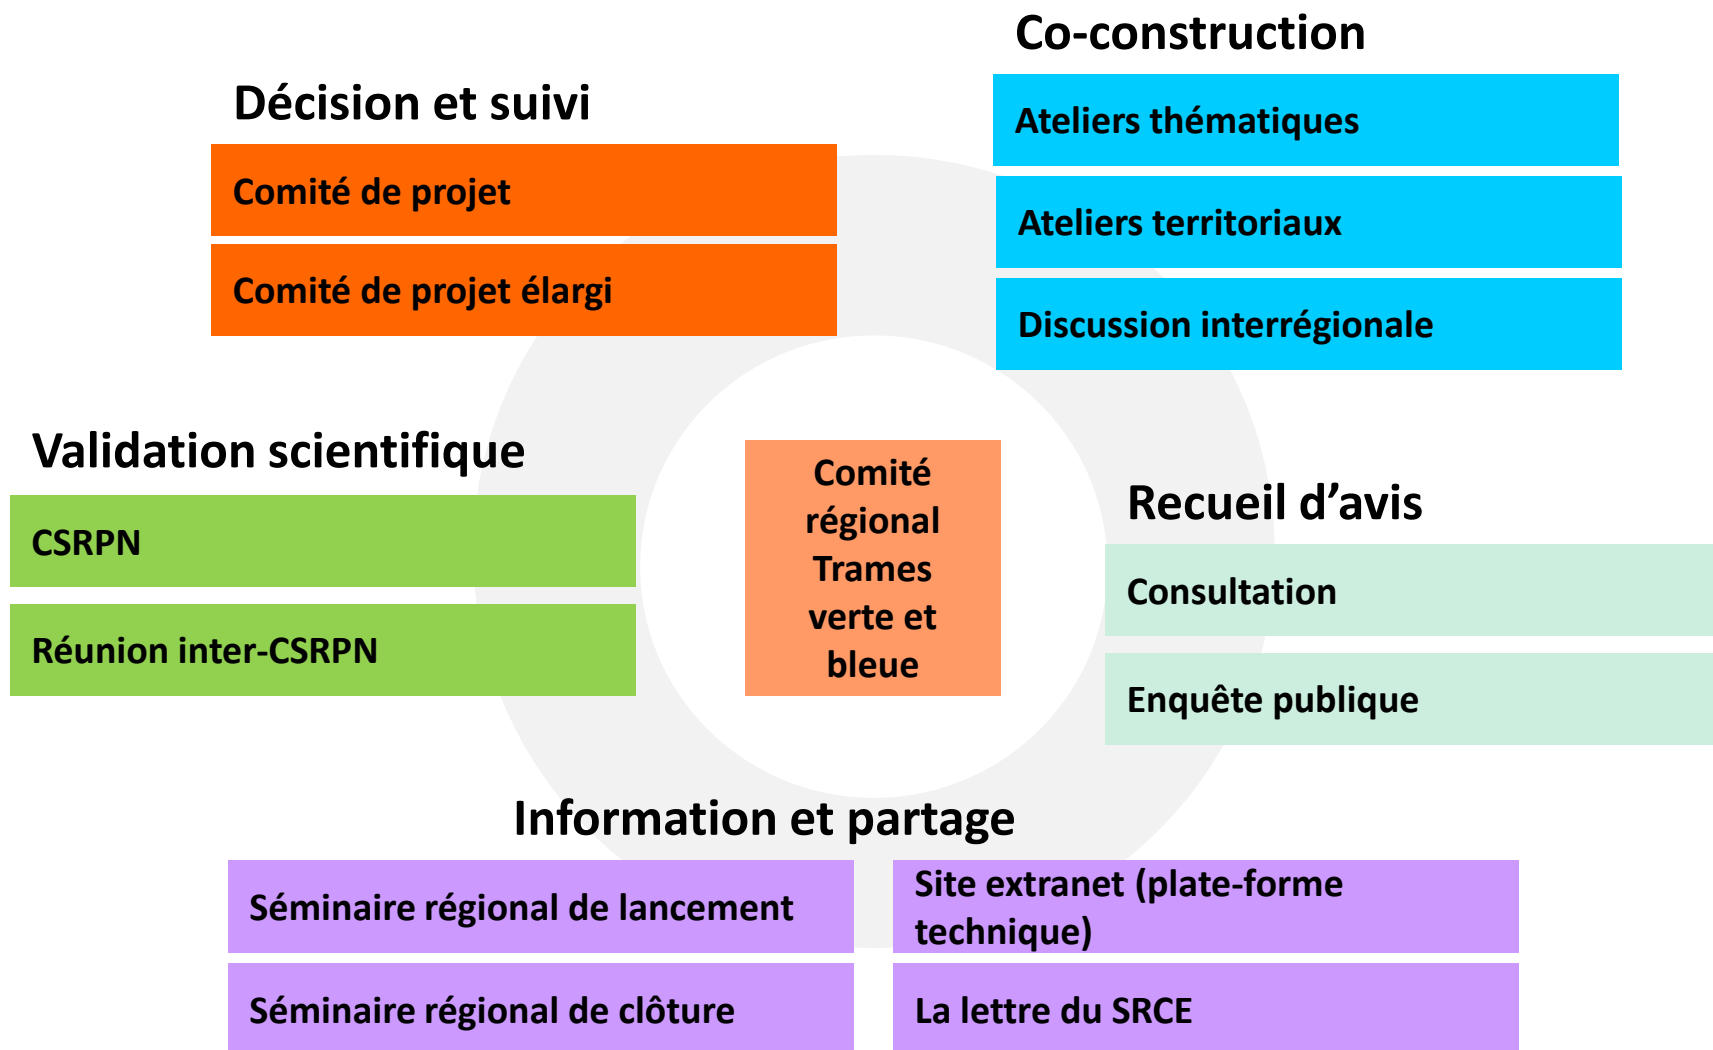 Co-construction
Ateliers thématiques
Ateliers territoriaux
Discussion interrégionale
Décision et suivi
Comité de projet
Comité de projet élargi
Validation scientifique
CSRPN
Réunion inter-CSRPN
Comité
régional
Trames
verte et
bleue
Recueil d’avis
Consultation
Enquête publique
Information et partage
Séminaire régional de lancement
Séminaire régional de clôture
Site extranet (plate-forme
technique)
La lettre du SRCE